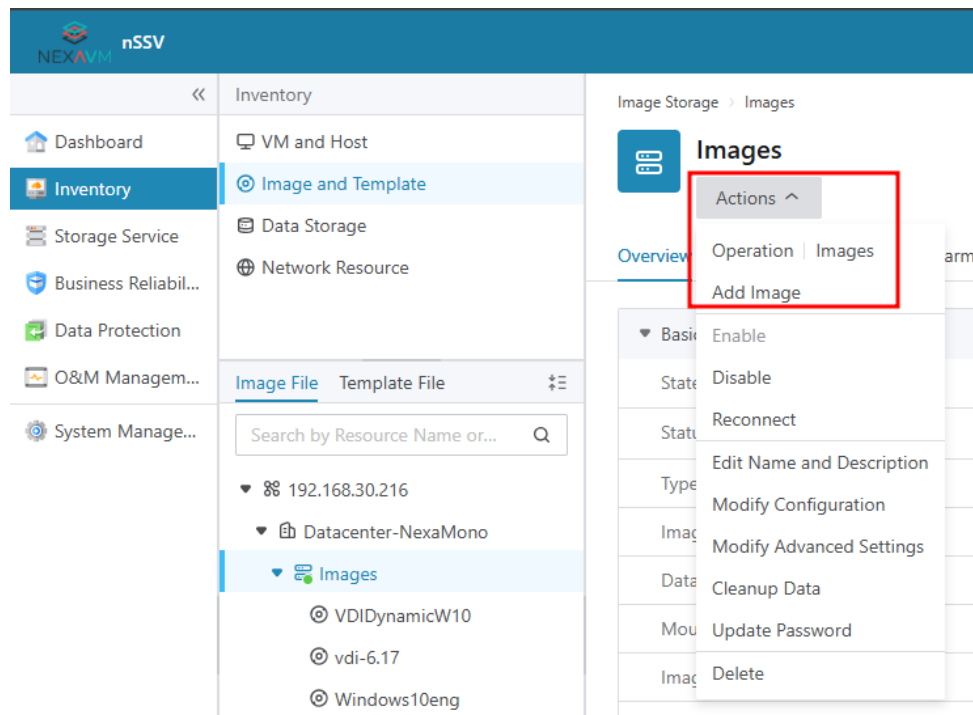 NEXAVM
nSSV
Inventory
Image Storage
Images
Dashboard
Inventory
Storage Service
Business Reliabil...
Data Protection
O&M Managem...
System Manage...
VM and Host
Image and Template
Data Storage
Network Resource
Image File
Template File
Search by Resource Name or...
192.168.30.216
Datacenter-NexaMono
Images
VDIDynamicW10
vdi-6.17
Windows10eng
Images
Actions
Overview
Operation
Images
Add Image
Enable
Disable
Reconnect
Edit Name and Description
Modify Configuration
Modify Advanced Settings
Cleanup Data
Update Password
Delete